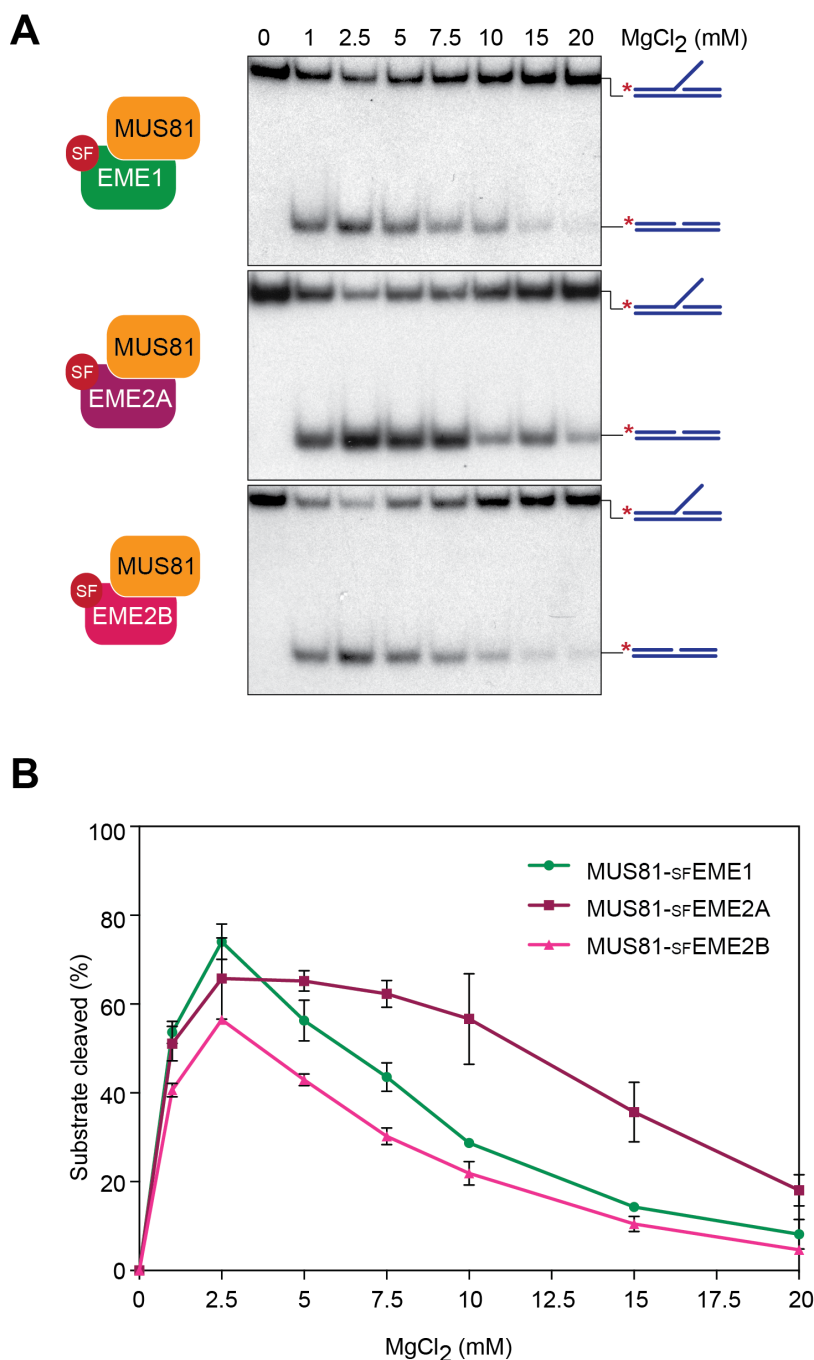 A
0 1 2.5 5 7.5 10 15 20 MgCl2 (mM)
*
MUS81
SF
EME1
*
*
MUS81
SF
EME2A
*
*
MUS81
SF
EME2B
*
B
100
80
60
40
20
0
Substrate cleaved (%)
MUS81-SFEME1
MUS81-SFEME2A
MUS81-SFEME2B
0 2.5 5 7.5 10 12.5 15 17.5 20
MgCl2 (mM)